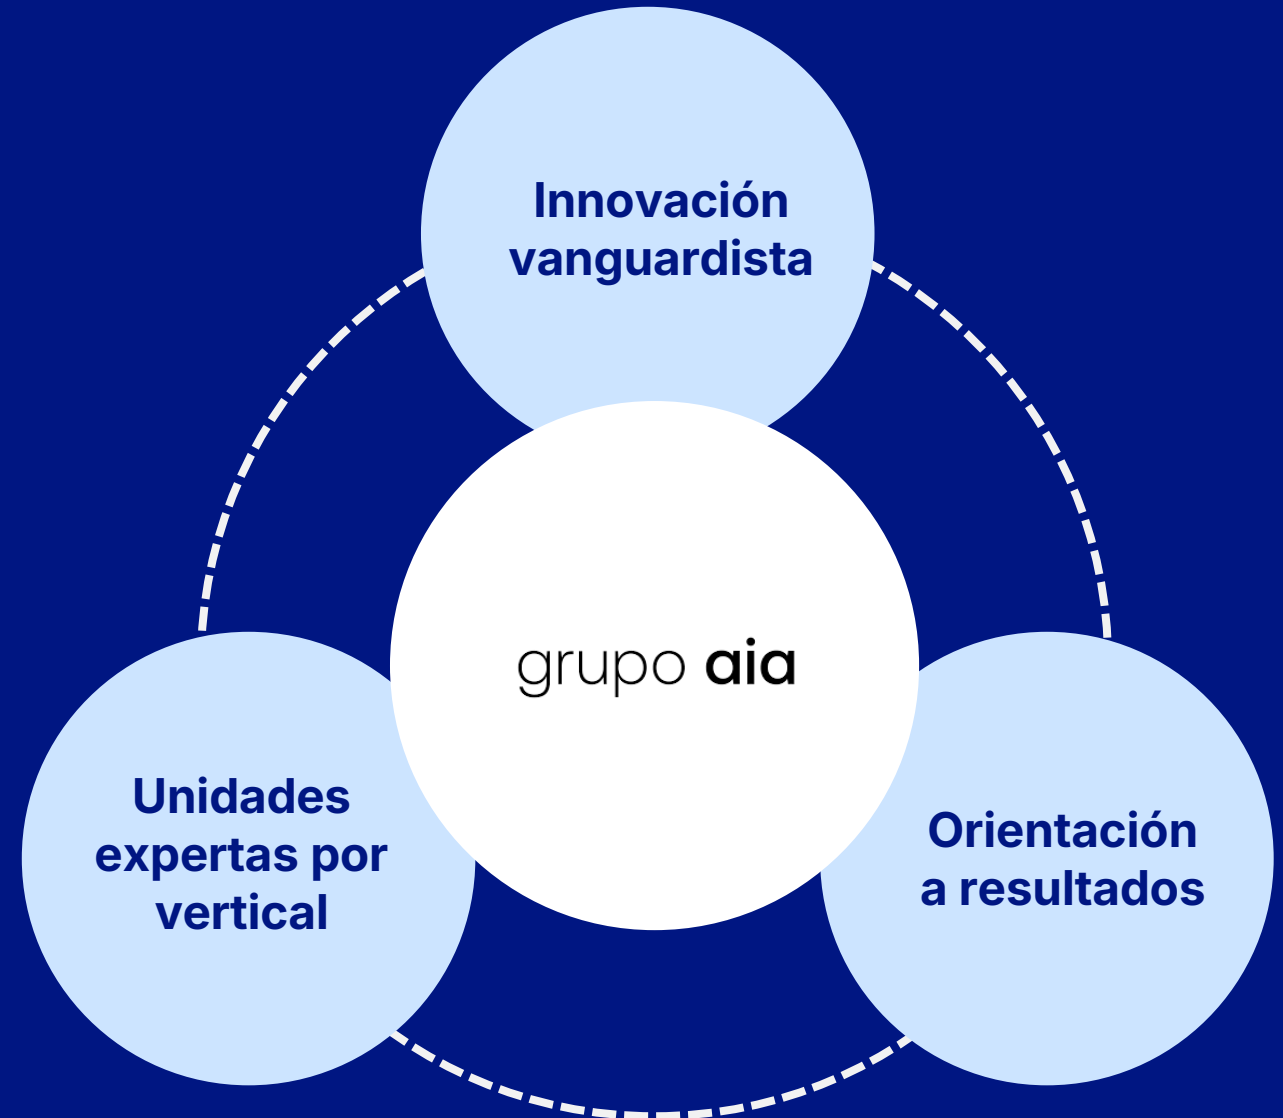 Innovación
vanguardista
grupo aia
Unidades
expertas por
vertical
Orientación
a resultados